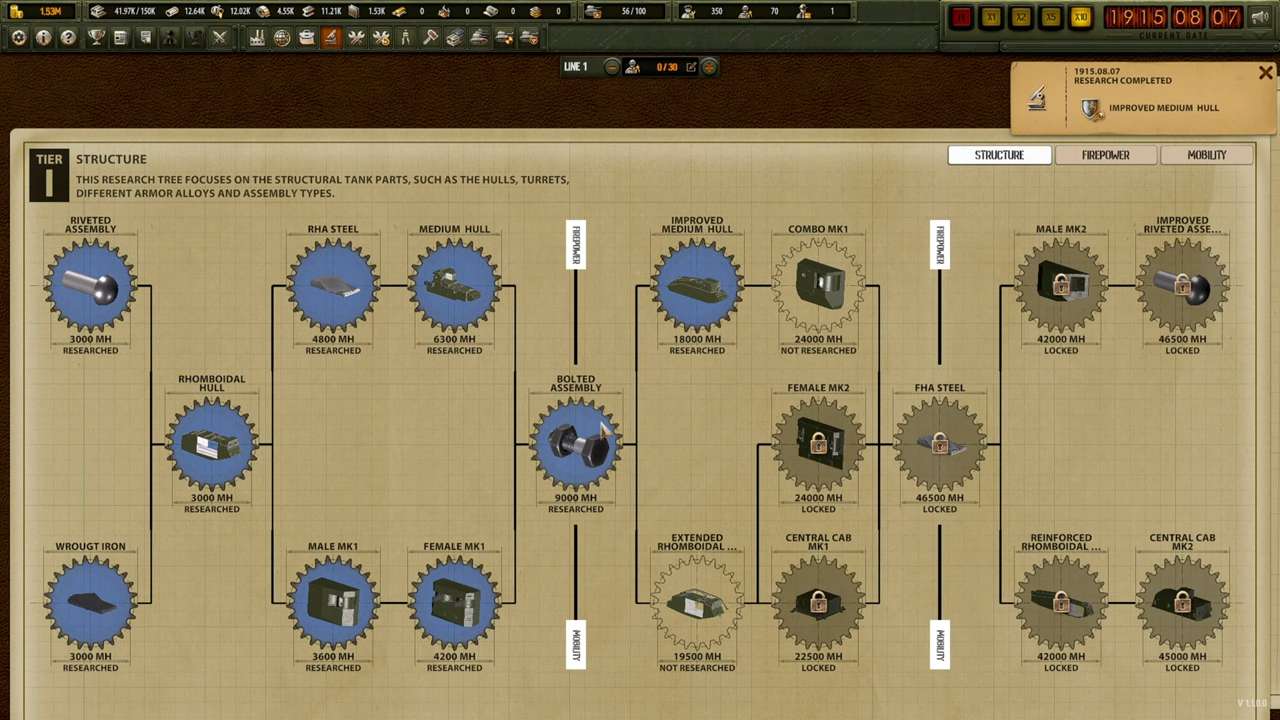 1.53M 41.97K / 150K 12.64K 12.02K 4.55K 11.21K 1.53K 0 0 0 0 56 / 100 350 70 1
X1 X2 X5 X10 1915 08 07
CURRENT DATE
LINE 1 0/30
1915.08.07
RESEARCH COMPLETED
IMPROVED MEDIUM HULL
TIER
I
STRUCTURE
THIS RESEARCH TREE FOCUSES ON THE STRUCTURAL TANK PARTS, SUCH AS THE HULLS, TURRETS,
DIFFERENT ARMOR ALLOYS AND ASSEMBLY TYPES.
STRUCTURE FIREPOWER MOBILITY
RIVETED
ASSEMBLY
3000 MH
RESEARCHED
RHA STEEL
4800 MH
RESEARCHED
MEDIUM HULL
6300 MH
RESEARCHED
FIREPOWER
IMPROVED
MEDIUM HULL
18000 MH
RESEARCHED
COMBO MK1
24000 MH
NOT RESEARCHED
FIREPOWER
MALE MK2
42000 MH
LOCKED
IMPROVED
RIVETED ASSE...
46500 MH
LOCKED
RHOMBOIDAL
HULL
3000 MH
RESEARCHED
BOLTED
ASSEMBLY
9000 MH
RESEARCHED
FEMALE MK2
24000 MH
LOCKED
FHA STEEL
46500 MH
LOCKED
WROUGT IRON
3000 MH
RESEARCHED
MALE MK1
3600 MH
RESEARCHED
FEMALE MK1
4200 MH
RESEARCHED
MOBILITY
EXTENDED
RHOMBOIDAL ...
19500 MH
NOT RESEARCHED
CENTRAL CAB
MK1
22500 MH
LOCKED
MOBILITY
REINFORCED
RHOMBOIDAL ...
42000 MH
LOCKED
CENTRAL CAB
MK2
45000 MH
LOCKED
V 1.1.0.0